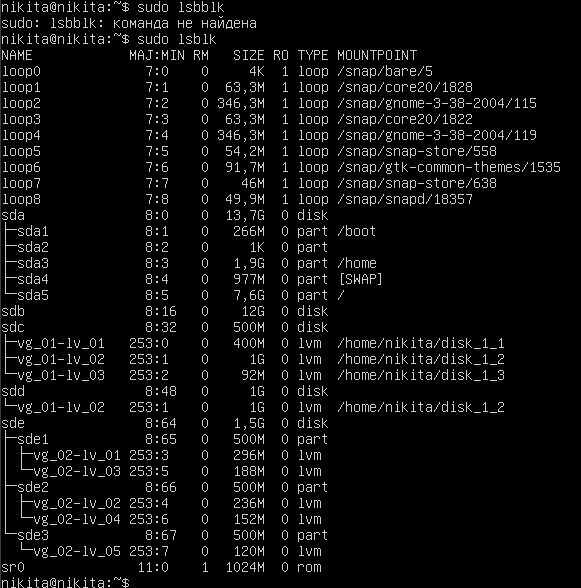 nikita@nikita:~$ sudo lsbblk
sudo: lsbblk: команда не найдена
nikita@nikita:~$ sudo lsblk
NAME            MAJ:MIN RM   SIZE RO TYPE MOUNTPOINT
loop0             7:0    0     4K  1 loop /snap/bare/5
loop1             7:1    0  63,3M  1 loop /snap/core20/1828
loop2             7:2    0 346,3M  1 loop /snap/gnome-3-38-2004/115
loop3             7:3    0  63,3M  1 loop /snap/core20/1822
loop4             7:4    0 346,3M  1 loop /snap/gnome-3-38-2004/119
loop5             7:5    0  54,2M  1 loop /snap/snap-store/558
loop6             7:6    0  91,7M  1 loop /snap/gtk-common-themes/1535
loop7             7:7    0    46M  1 loop /snap/snap-store/638
loop8             7:8    0  49,9M  1 loop /snap/snapd/18357
sda               8:0    0  13,7G  0 disk
├─sda1            8:1    0   266M  0 part /boot
├─sda2            8:2    0     1K  0 part
├─sda3            8:3    0   1,9G  0 part /home
├─sda4            8:4    0   977M  0 part [SWAP]
└─sda5            8:5    0   7,6G  0 part /
sdb               8:16   0    12G  0 disk
sdc               8:32   0   500M  0 disk
├─vg_01-lv_01   253:0    0   400M  0 lvm  /home/nikita/disk_1_1
├─vg_01-lv_02   253:1    0     1G  0 lvm  /home/nikita/disk_1_2
└─vg_01-lv_03   253:2    0    92M  0 lvm  /home/nikita/disk_1_3
sdd               8:48   0     1G  0 disk
└─vg_01-lv_02   253:1    0     1G  0 lvm  /home/nikita/disk_1_2
sde               8:64   0   1,5G  0 disk
├─sde1            8:65   0   500M  0 part
│ ├─vg_02-lv_01 253:3    0   296M  0 lvm
│ └─vg_02-lv_03 253:5    0   188M  0 lvm
├─sde2            8:66   0   500M  0 part
│ ├─vg_02-lv_02 253:4    0   236M  0 lvm
│ └─vg_02-lv_04 253:6    0   152M  0 lvm
└─sde3            8:67   0   500M  0 part
  └─vg_02-lv_05 253:7    0   120M  0 lvm
sr0              11:0    1  1024M  0 rom
nikita@nikita:~$